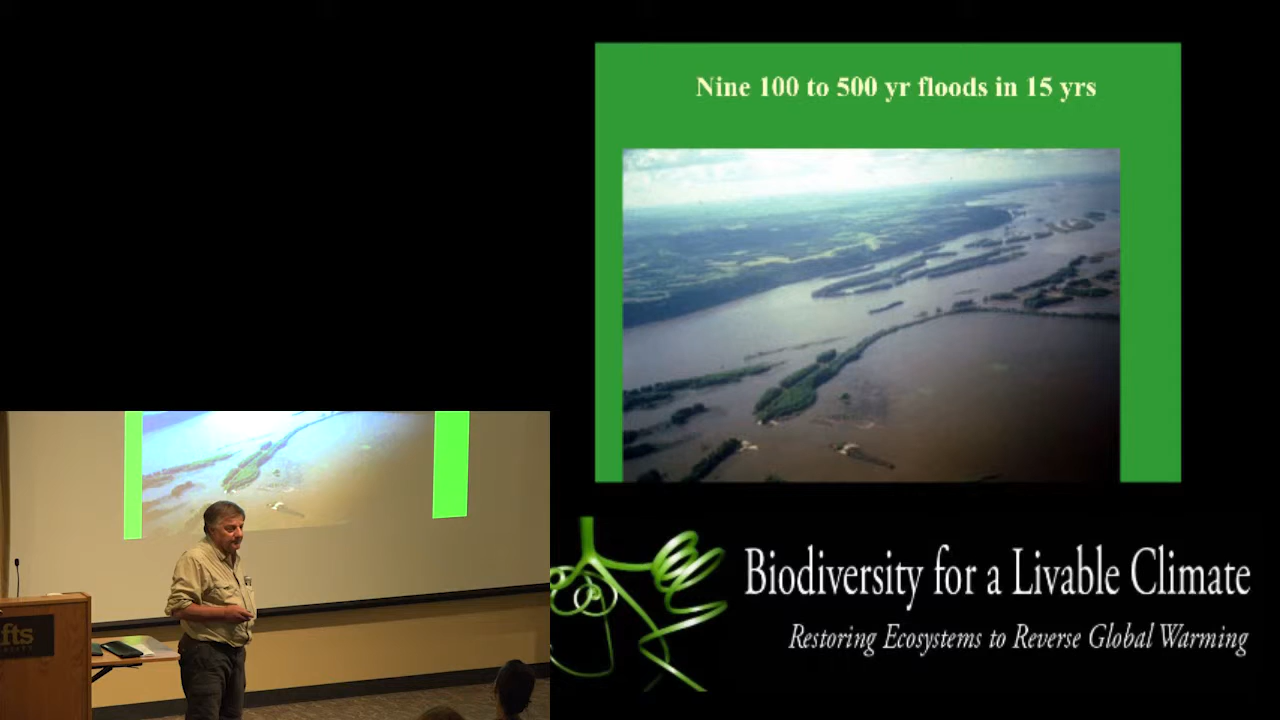 Nine 100 to 500 yr floods in 15 yrs
Biodiversity for a Livable Climate
Restoring Ecosystems to Reverse Global Warming